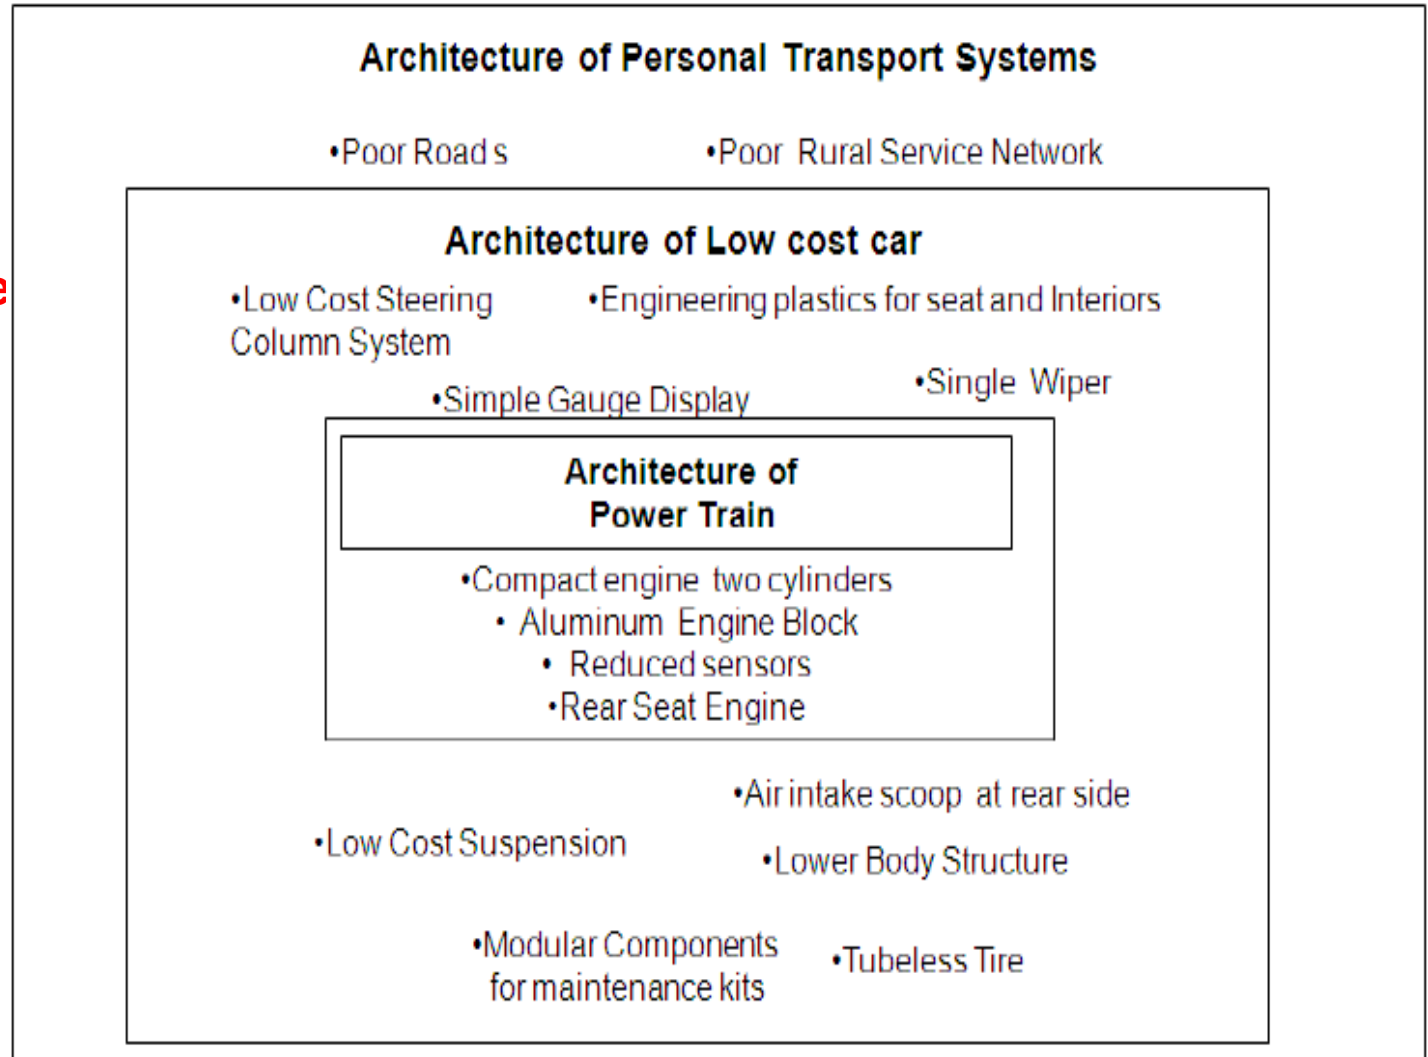 Architecture of Personal Transport Systems
•Poor Road s •Poor Rural Service Network
Architecture of Low cost car
e
•Low Cost Steering •Engineering plastics for seat and Interiors
Column System
•Single Wiper
•Simple Gauge Display
Architecture of
Power Train
•Compact engine two cylinders
• Aluminum Engine Block
• Reduced sensors
•Rear Seat Engine
•Air intake scoop at rear side
•Low Cost Suspension
•Lower Body Structure
•Modular Components
•Tubeless Tire
for maintenance kits